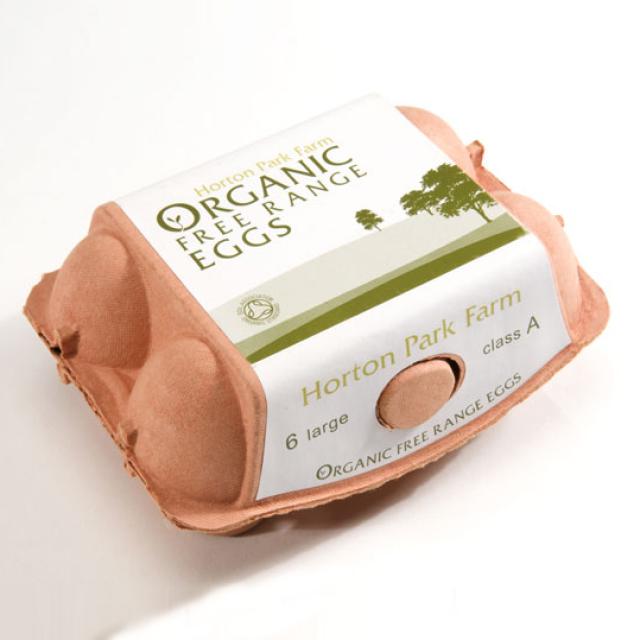 Horton Park Farm
ORGANIC
FREE RANGE
EGGS
Horton Park Farm
6 large
class A
ORGANIC FREE RANGE EGGS